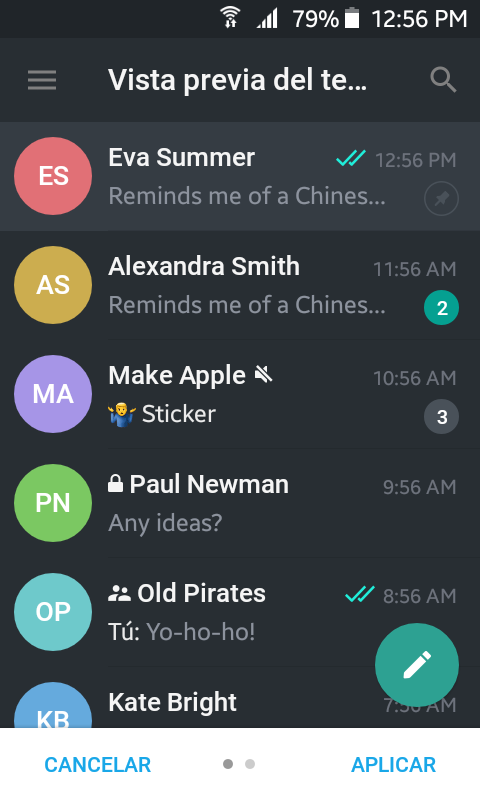 79% 12:56 PM
Vista previa del te...
ES Eva Summer 12:56 PM
Reminds me of a Chines...
AS Alexandra Smith 11:56 AM
Reminds me of a Chines... 2
MA Make Apple 10:56 AM
🤷‍♂️ Sticker 3
PN Paul Newman 9:56 AM
Any ideas?
OP Old Pirates 8:56 AM
Tú: Yo-ho-ho!
KB Kate Bright 7:56 AM
CANCELAR APLICAR